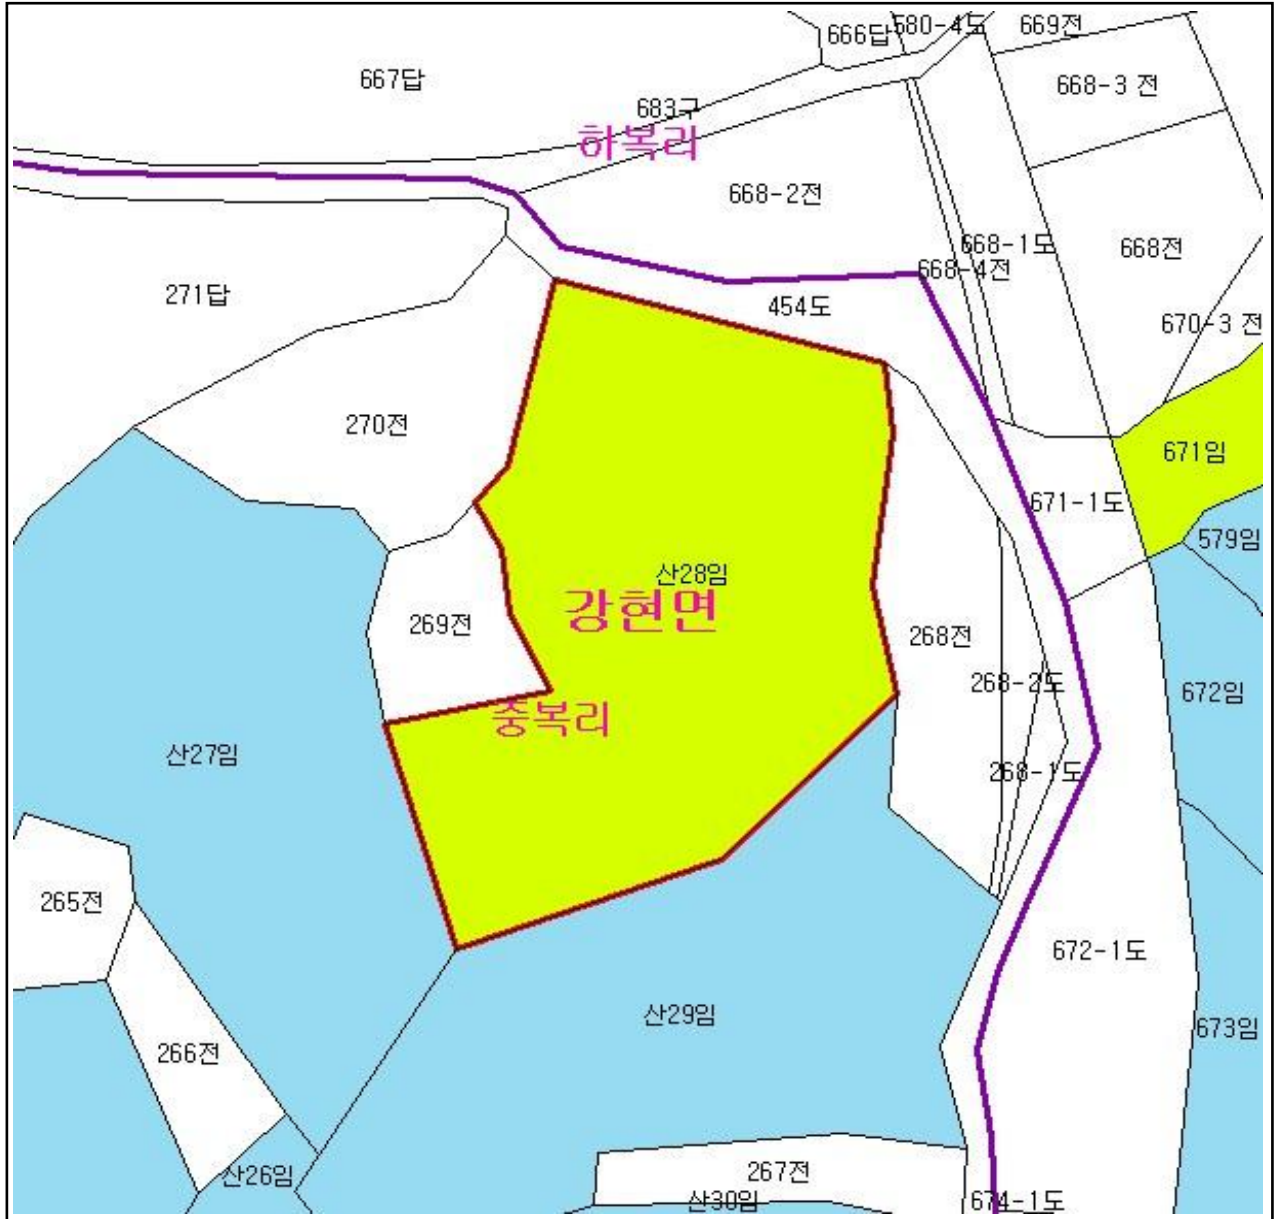 666답
580-4도
669전
667답
668-3 전
683구
하복리
668-2전
668-1도
668전
668-4전
271답
454도
670-3 전
270전
671임
671-1도
579임
산28임
강현면
269전
268전
268-2도
672임
중복리
산27임
268-1도
265전
672-1도
산29임
673임
266전
267전
산26임
산30임
674-1도